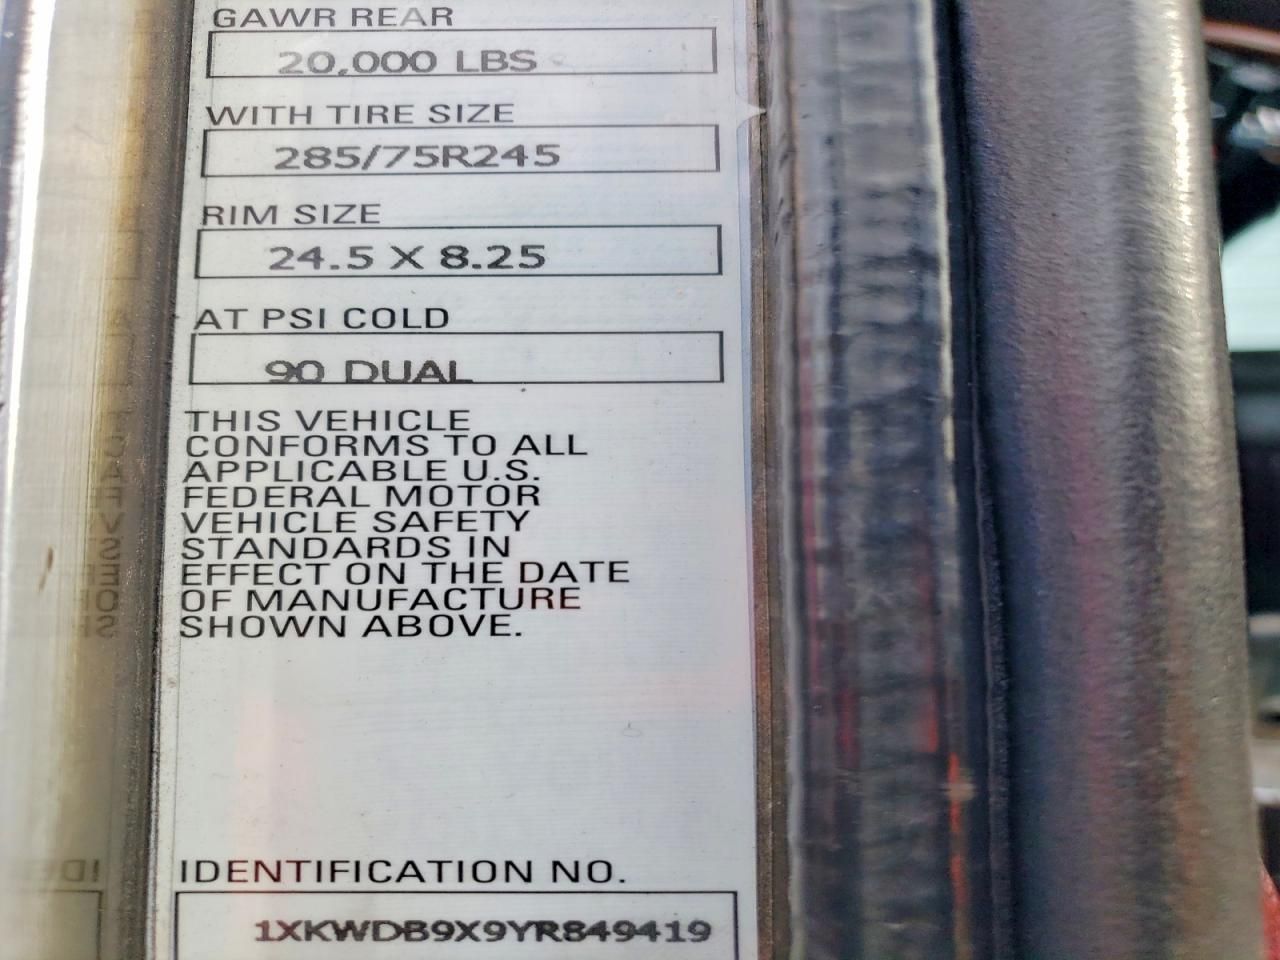 GAWR REAR
20,000 LBS
WITH TIRE SIZE
285/75R245
RIM SIZE
24.5 X 8.25
AT PSI COLD
90 DUAL
THIS VEHICLE
CONFORMS TO ALL
APPLICABLE U.S.
FEDERAL MOTOR
VEHICLE SAFETY
STANDARDS IN
EFFECT ON THE DATE
OF MANUFACTURE
SHOWN ABOVE.
IDENTIFICATION NO.
1XKWDB9X9YR849419